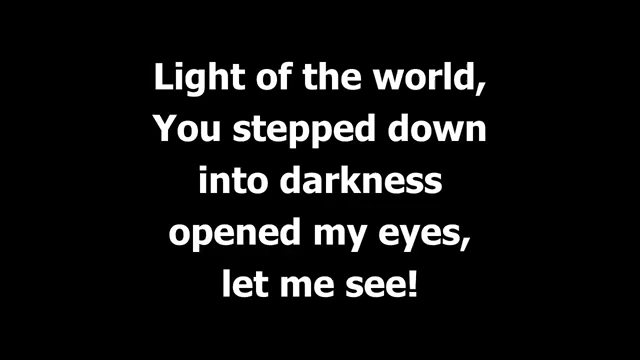 Light of the world,
You stepped down
into darkness
opened my eyes,
let me see!